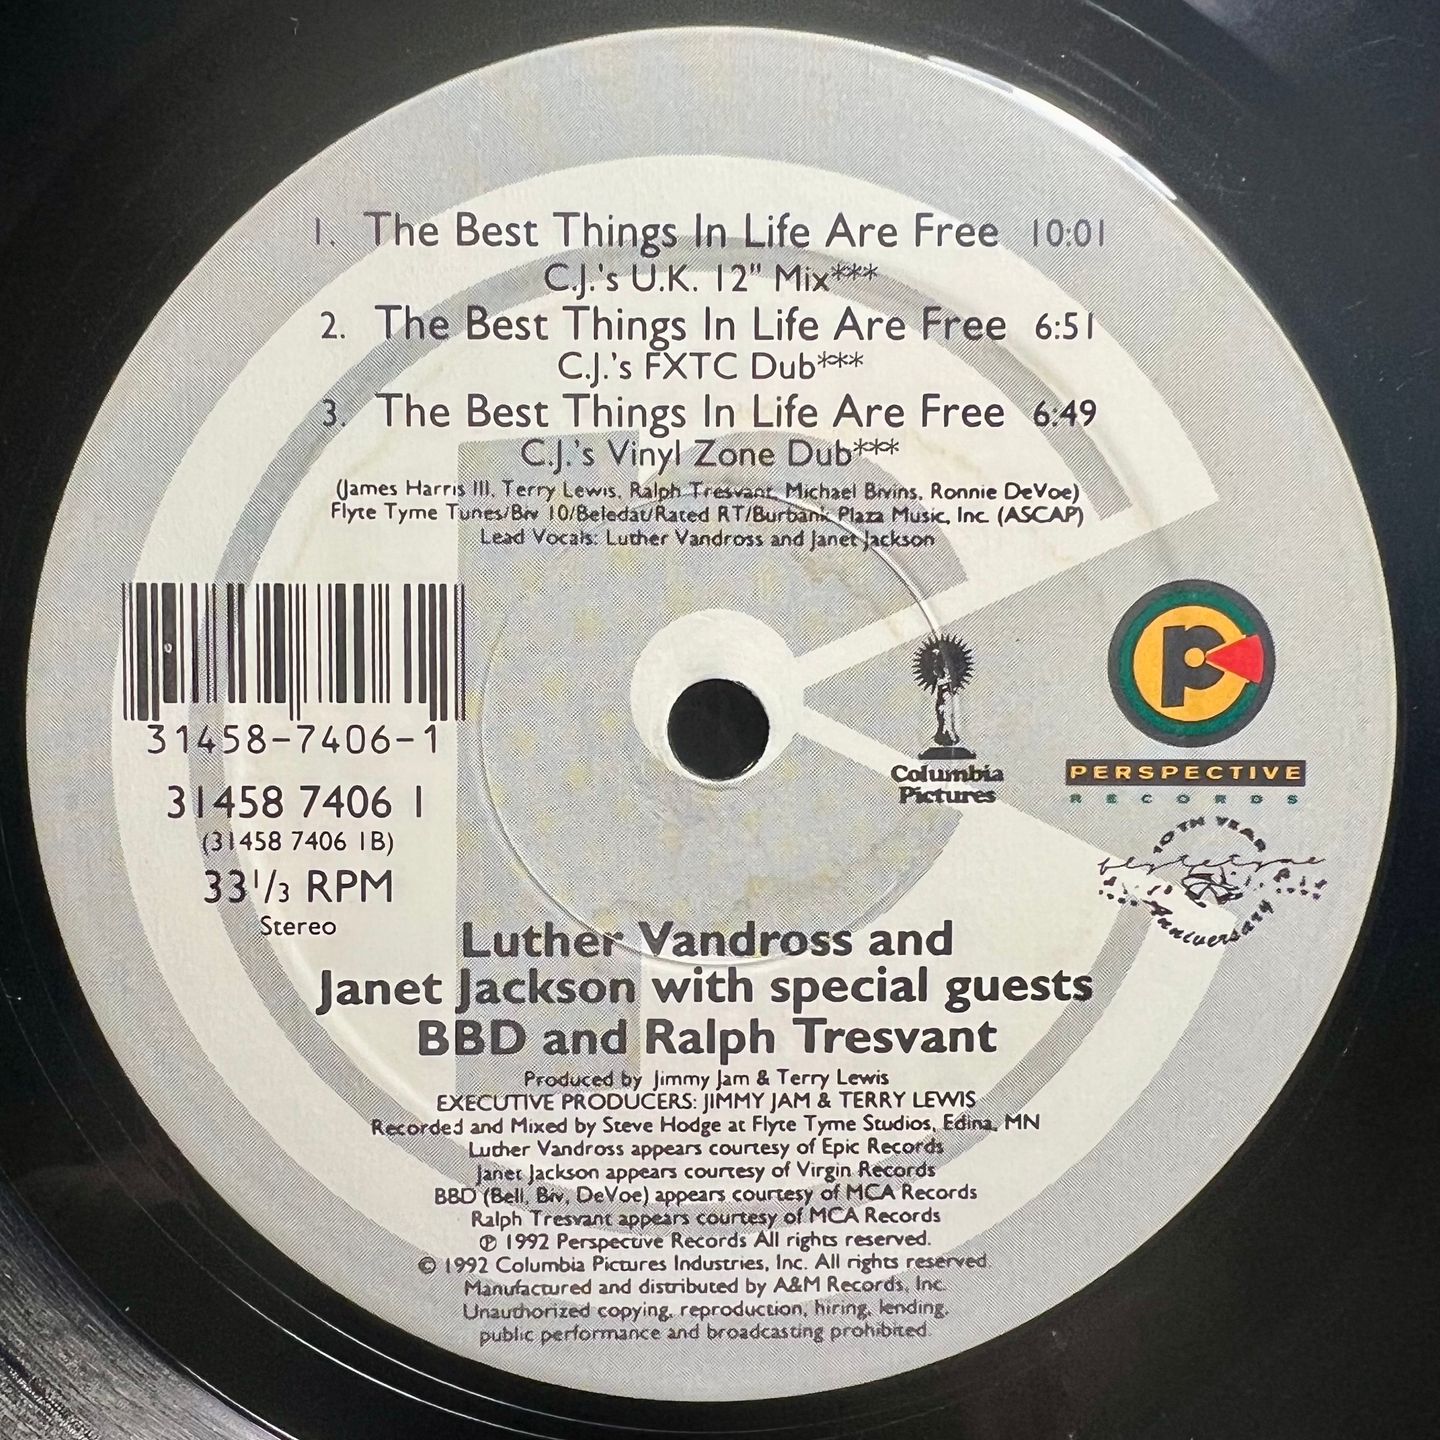 1. The Best Things In Life Are Free 10:01
C.J.'s U.K. 12" Mix***
2. The Best Things In Life Are Free 6:51
C.J.'s FXTC Dub***
3. The Best Things In Life Are Free 6:49
C.J.'s Vinyl Zone Dub***
(James Harris III, Terry Lewis, Ralph Tresvant, Michael Bivins, Ronnie DeVoe)
Flyte Tyme Tunes/Biv 10/Beledat/Rated RT/Burbank Plaza Music, Inc. (ASCAP)
Lead Vocals: Luther Vandross and Janet Jackson
31458-7406-1
31458 7406 1
(31458 7406 1B)
33 1/3 RPM
Stereo
Columbia
Pictures
P
PERSPECTIVE
RECORDS
10TH YEAR
flytetyme
Anniversary
Luther Vandross and
Janet Jackson with special guests
BBD and Ralph Tresvant
Produced by Jimmy Jam & Terry Lewis
EXECUTIVE PRODUCERS: JIMMY JAM & TERRY LEWIS
Recorded and Mixed by Steve Hodge at Flyte Tyme Studios, Edina, MN
Luther Vandross appears courtesy of Epic Records
Janet Jackson appears courtesy of Virgin Records
BBD (Bell, Biv, DeVoe) appears courtesy of MCA Records
Ralph Tresvant appears courtesy of MCA Records
℗ 1992 Perspective Records All rights reserved.
© 1992 Columbia Pictures Industries, Inc. All rights reserved.
Manufactured and distributed by A&M Records, Inc.
Unauthorized copying, reproduction, hiring, lending,
public performance and broadcasting prohibited.